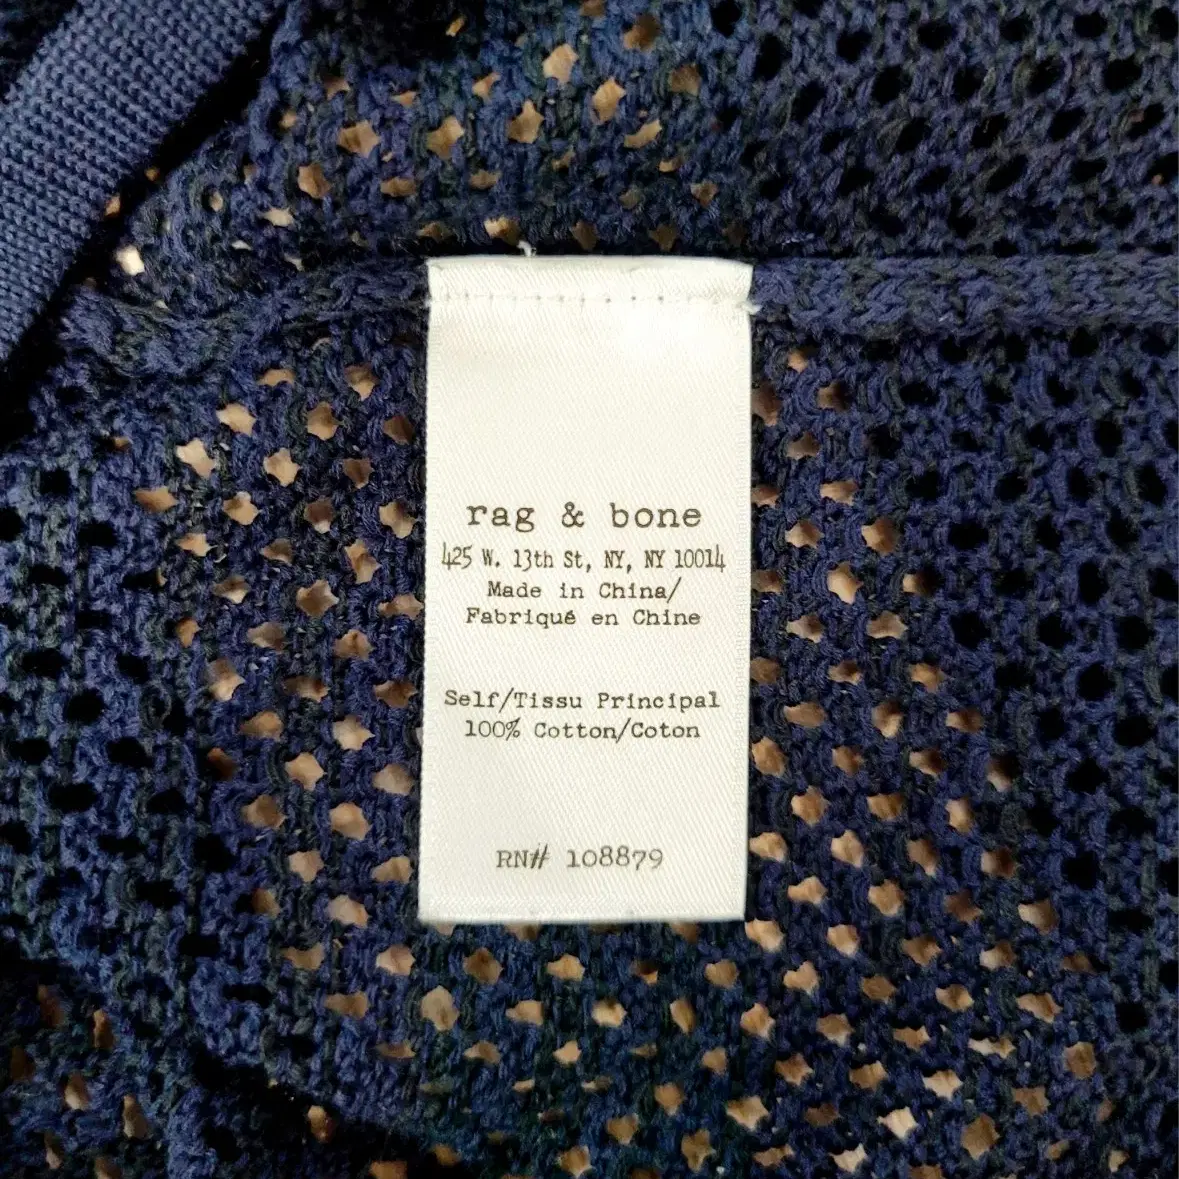 rag & bone
425 W. 13th St, NY, NY 10014
Made in China/
Fabriqué en Chine
Self/Tissu Principal
100% Cotton/Coton
RN# 108879